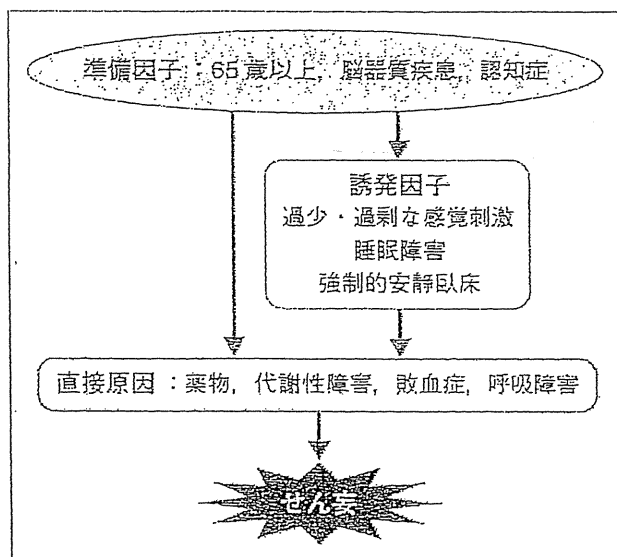 準備因子：65歳以上，脳器質疾患，認知症
誘発因子
過少・過剰な感覚刺激
睡眠障害
強制的安静臥床
直接原因：薬物，代謝性障害，敗血症，呼吸障害
せん妄